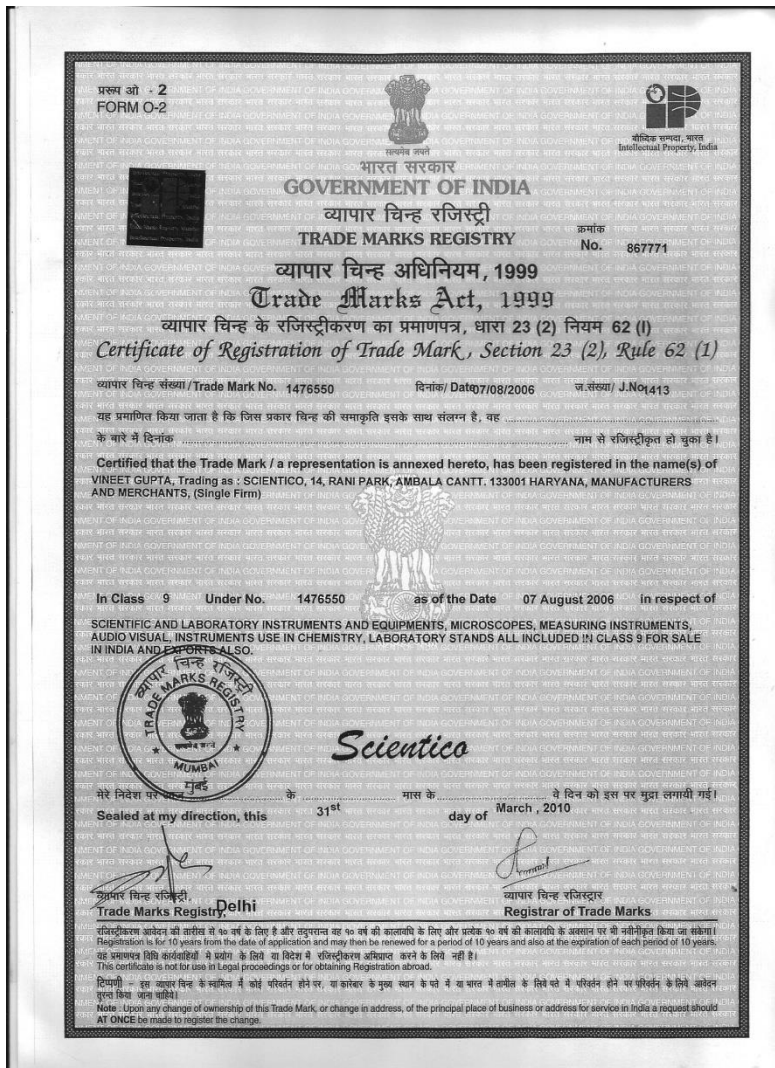 प्ररूप ओ - 2
FORM O-2
सत्यमेव जयते
बौद्धिक सम्पदा, भारत
Intellectual Property, India
भारत सरकार
GOVERNMENT OF INDIA
व्यापार चिन्ह रजिस्ट्री
TRADE MARKS REGISTRY
क्रमांक
No. 867771
व्यापार चिन्ह अधिनियम, 1999
Trade Marks Act, 1999
व्यापार चिन्ह के रजिस्ट्रीकरण का प्रमाणपत्र, धारा 23 (2) नियम 62 (I)
Certificate of Registration of Trade Mark, Section 23 (2), Rule 62 (1)
व्यापार चिन्ह संख्या/Trade Mark No. 1476550 दिनांक/ Date07/08/2006 ज.संख्या/ J.No1413
यह प्रमाणित किया जाता है कि जिस प्रकार चिन्ह की समाकृति इसके साथ संलग्न है, वह
के बारे में दिनांक नाम से रजिस्ट्रीकृत हो चुका है।
Certified that the Trade Mark / a representation is annexed hereto, has been registered in the name(s) of
VINEET GUPTA, Trading as : SCIENTICO, 14, RANI PARK, AMBALA CANTT. 133001 HARYANA, MANUFACTURERS
AND MERCHANTS, (Single Firm)
In Class 9 Under No. 1476550 as of the Date 07 August 2006 in respect of
SCIENTIFIC AND LABORATORY INSTRUMENTS AND EQUIPMENTS, MICROSCOPES, MEASURING INSTRUMENTS,
AUDIO VISUAL, INSTRUMENTS USE IN CHEMISTRY, LABORATORY STANDS ALL INCLUDED IN CLASS 9 FOR SALE
IN INDIA AND EXPORTS ALSO.
व्यापार चिन्ह रजिस्ट्री
TRADE MARKS REGISTRY
MUMBAI
मुंबई
Scientico
मेरे निदेश पर आज के मास के वे दिन को इस पर मुद्रा लगायी गई।
Sealed at my direction, this 31st day of March , 2010
व्यापार चिन्ह रजिस्ट्री,
Trade Marks Registry, Delhi
व्यापार चिन्ह रजिस्ट्रार
Registrar of Trade Marks
रजिस्ट्रीकरण आवेदन की तारीख से १० वर्ष के लिए है और तदुपरान्त वह १० वर्ष की कालावधि के लिए और प्रत्येक १० वर्ष की कालावधि के अवसान पर भी नवीनीकृत किया जा सकेगा।
Registration is for 10 years from the date of application and may then be renewed for a period of 10 years and also at the expiration of each period of 10 years.
यह प्रमाणपत्र विधि कार्यवाहियों में प्रयोग के लिये या विदेश में रजिस्ट्रीकरण अभिप्राप्त करने के लिये नहीं है।
This certificate is not for use in Legal proceedings or for obtaining Registration abroad.
टिप्पणी – इस व्यापार चिन्ह के स्वामित्व में कोई परिवर्तन होने पर, या कारबार के मुख्य स्थान के पते में या भारत में तामील के लिये पते में परिवर्तन होने पर परिवर्तन के लिये आवेदन
तुरन्त किया जाना चाहिये।
Note : Upon any change of ownership of this Trade Mark, or change in address, of the principal place of business or address for service in India a request should
AT ONCE be made to register the change.